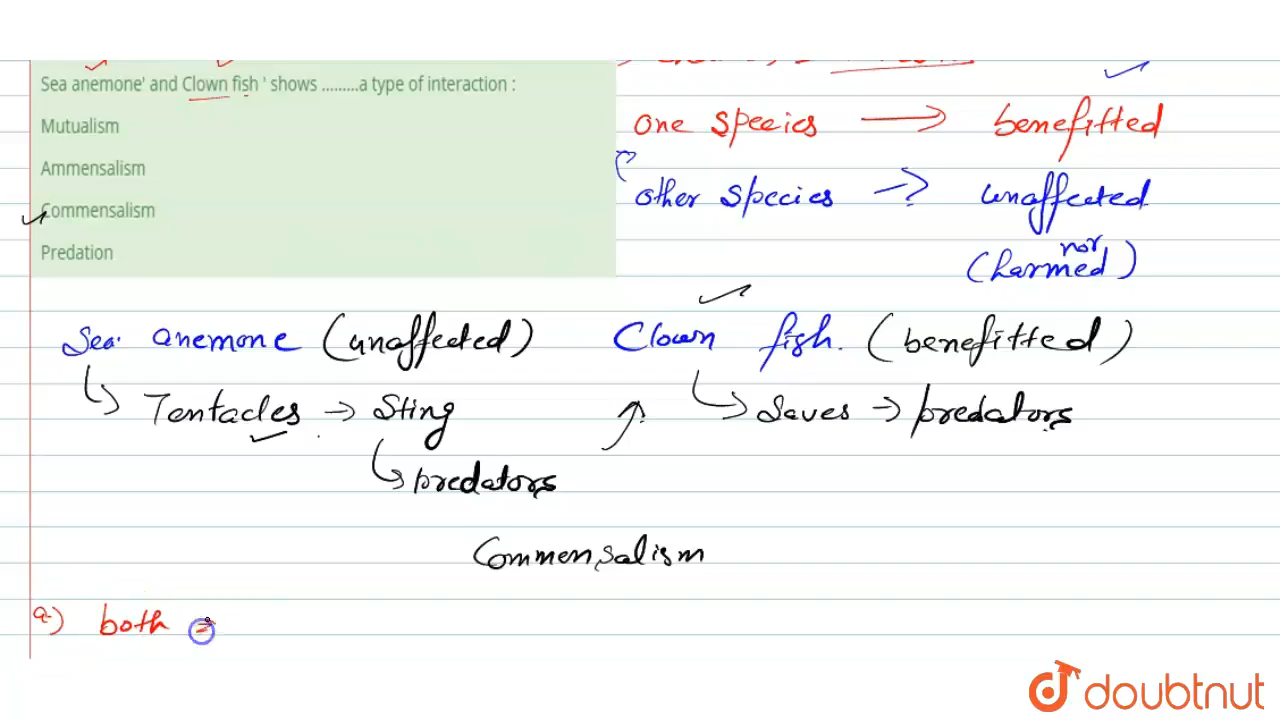 Sea anemone' and Clown fish ' shows .........a type of interaction :
Mutualism
Ammensalism
Commensalism
Predation
one species → benefitted
other species → unaffected
nor
(harmed)
Sea anemone (unaffected) Clown fish. (benefitted)
Tentacles → Sting
Saves → predators
predators
Commensalism
a) both
doubtnut